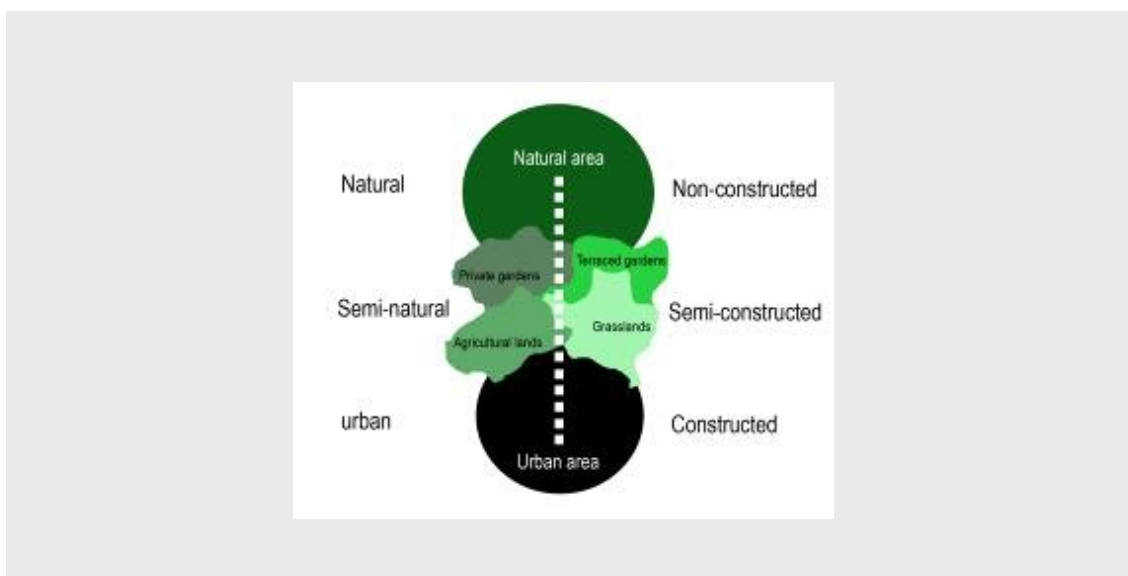 Natural area
Natural
Non-constructed
Private gardens
Terraced gardens
Semi-natural
Semi-constructed
Grasslands
Agricultural lands
urban
Constructed
Urban area